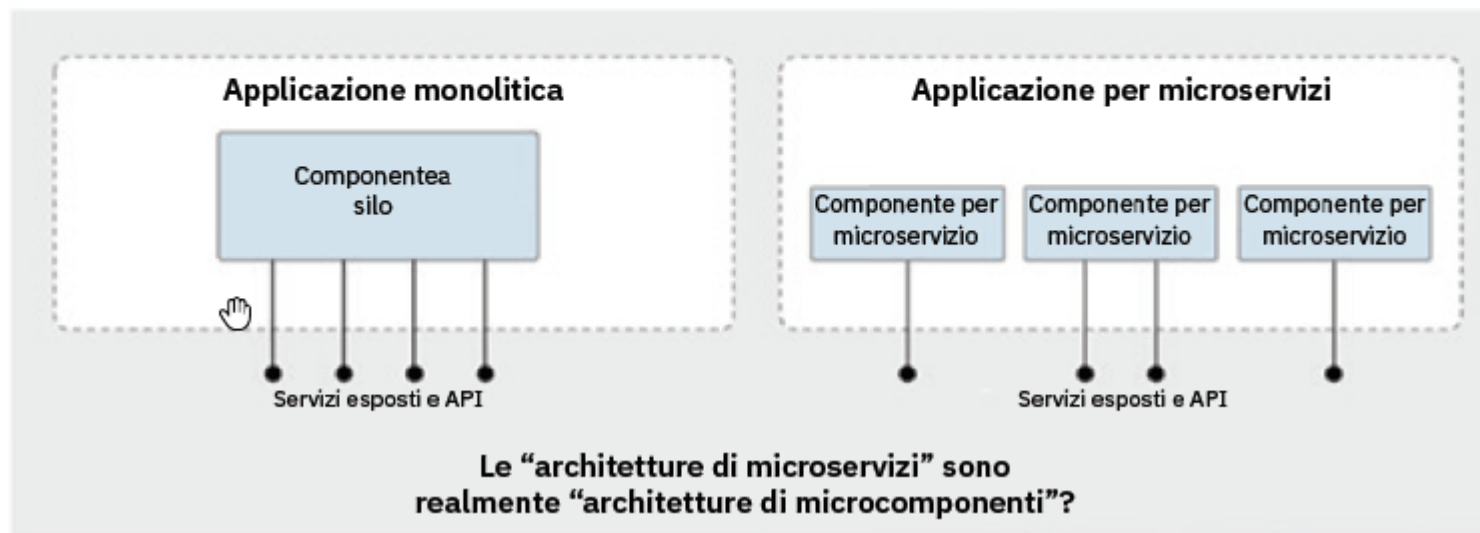 Applicazione monolitica
Componentea
silo
Servizi esposti e API
Applicazione per microservizi
Componente per
microservizio
Componente per
microservizio
Componente per
microservizio
Servizi esposti e API
Le “architetture di microservizi” sono
realmente “architetture di microcomponenti”?